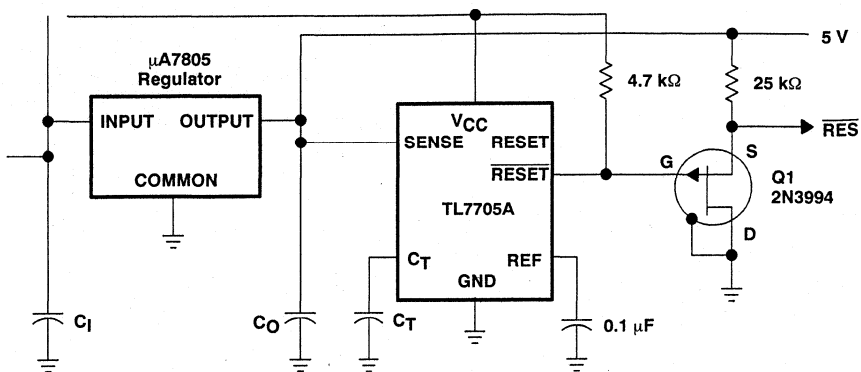 5 V
μA7805
Regulator
4.7 kΩ
25 kΩ
INPUT OUTPUT
COMMON
VCC
SENSE RESET
RESET
TL7705A
CT REF
GND
RES
G
S
Q1
2N3994
D
CI
CO
CT
0.1 μF